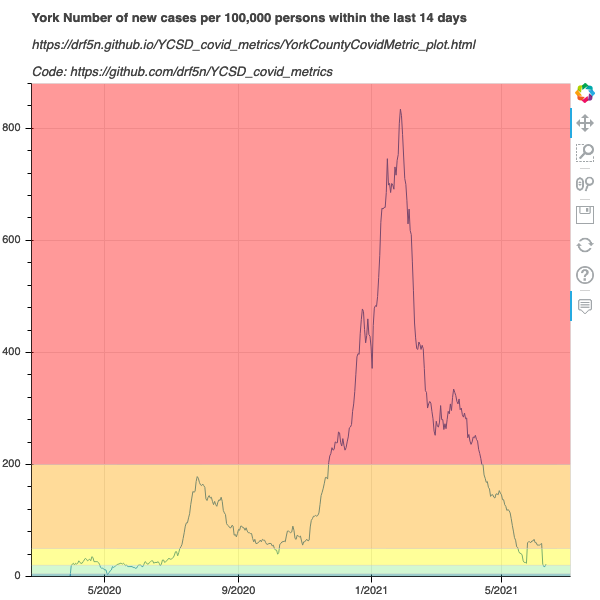 York Number of new cases per 100,000 persons within the last 14 days
https://drf5n.github.io/YCSD_covid_metrics/YorkCountyCovidMetric_plot.html
Code: https://github.com/drf5n/YCSD_covid_metrics
800
600
400
200
0
5/2020 9/2020 1/2021 5/2021